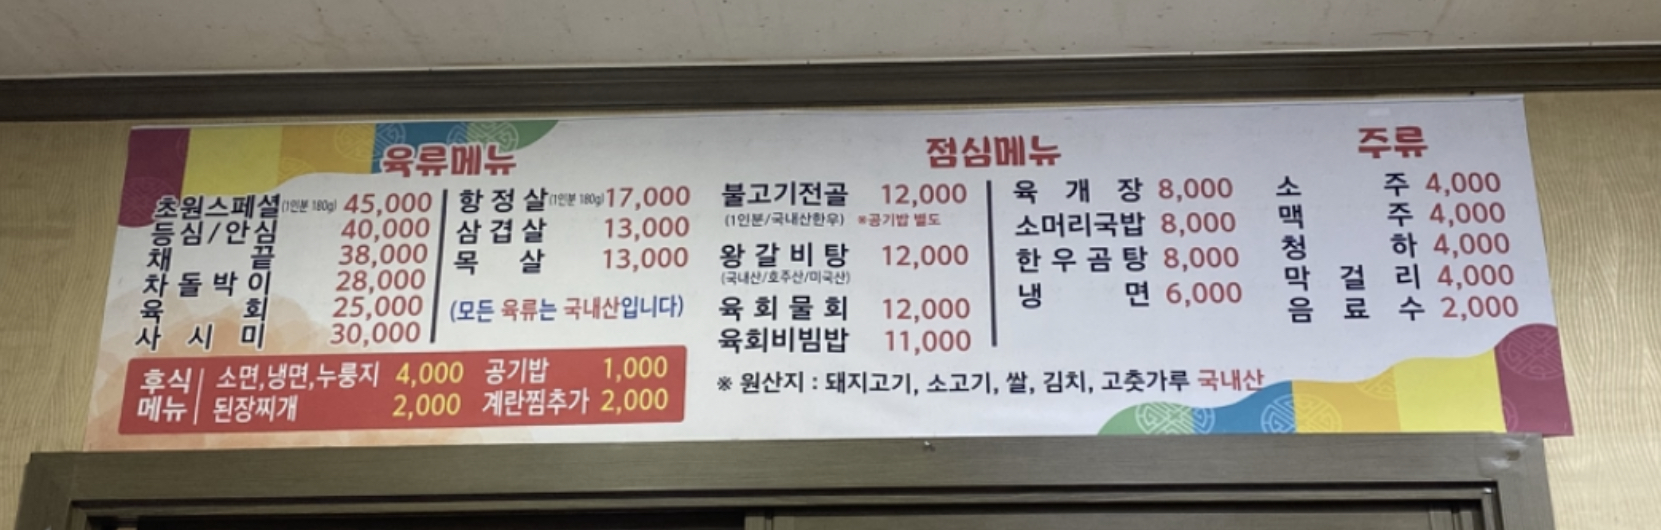 육류메뉴
초원스페셜(1인분 180g) 45,000
등심/안심 40,000
채끝 38,000
차돌박이 28,000
육회 25,000
사시미 30,000
항정살(1인분 180g) 17,000
삼겹살 13,000
목살 13,000
(모든 육류는 국내산입니다)
후식메뉴
소면,냉면,누룽지 4,000 공기밥 1,000
된장찌개 2,000 계란찜추가 2,000
점심메뉴
불고기전골 12,000
(1인분/국내산한우) ※공기밥 별도
왕갈비탕 12,000
(국내산/호주산/미국산)
육회물회 12,000
육회비빔밥 11,000
육개장 8,000
소머리국밥 8,000
한우곰탕 8,000
냉면 6,000
※ 원산지 : 돼지고기, 소고기, 쌀, 김치, 고춧가루 국내산
주류
소주 4,000
맥주 4,000
청하 4,000
막걸리 4,000
음료수 2,000